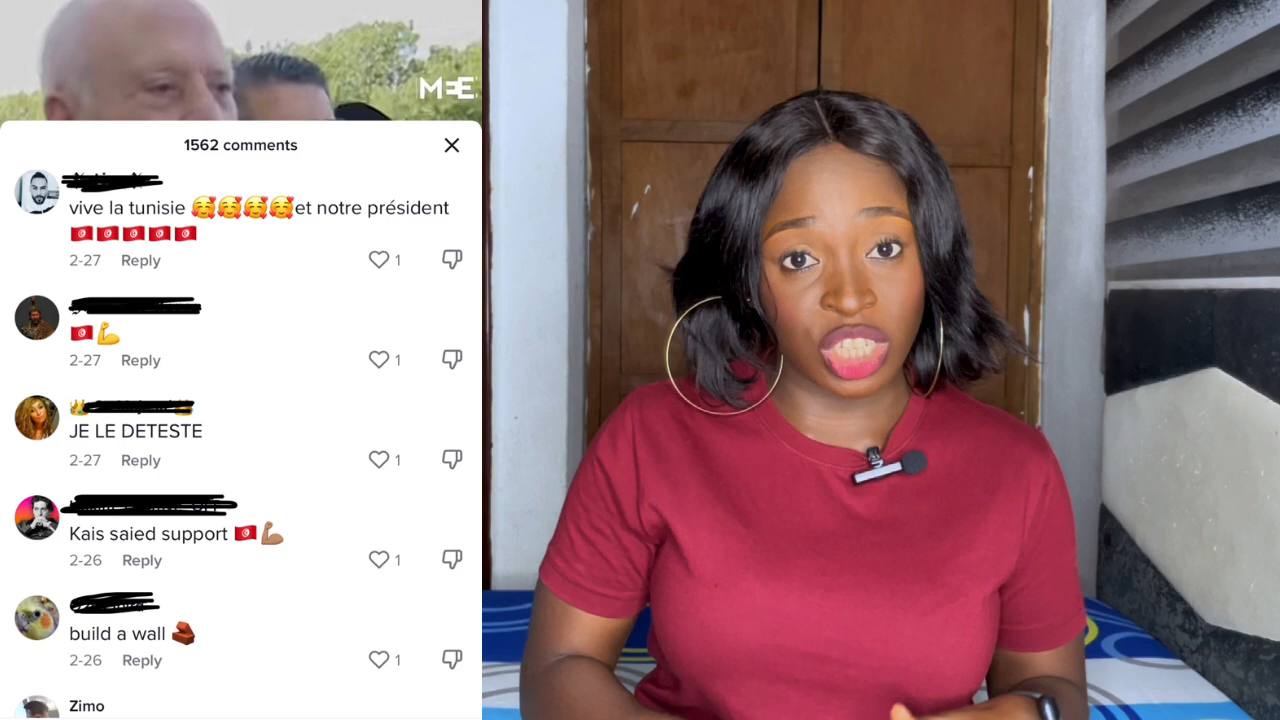 MEE
1562 comments
vive la tunisie 🥰🥰🥰🥰et notre président
🇹🇳🇹🇳🇹🇳🇹🇳🇹🇳
2-27 Reply 1
🇹🇳💪
2-27 Reply 1
JE LE DETESTE
2-27 Reply 1
Kais saied support 🇹🇳💪🏽
2-26 Reply 1
build a wall 🧱
2-26 Reply 1
Zimo